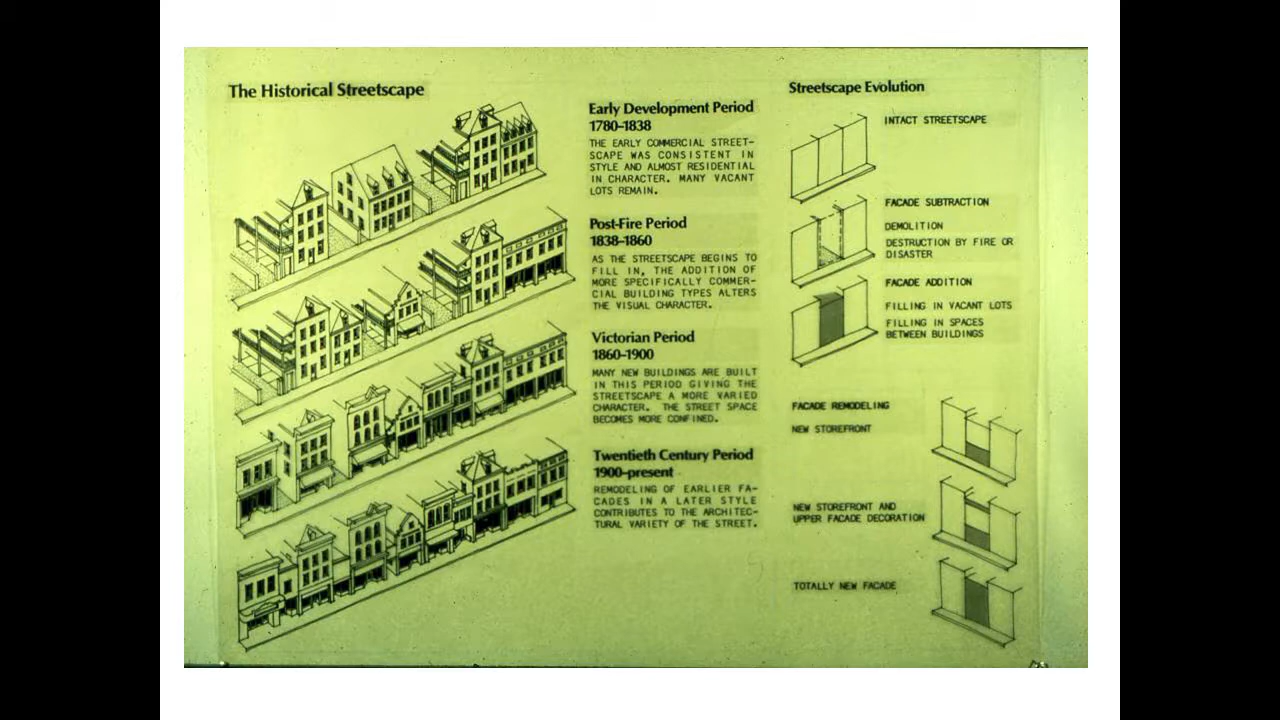 The Historical Streetscape
Early Development Period
1780–1838
THE EARLY COMMERCIAL STREET-
SCAPE WAS CONSISTENT IN
STYLE AND ALMOST RESIDENTIAL
IN CHARACTER. MANY VACANT
LOTS REMAIN.
Post-Fire Period
1838–1860
AS THE STREETSCAPE BEGINS TO
FILL IN, THE ADDITION OF
MORE SPECIFICALLY COMMER-
CIAL BUILDING TYPES ALTERS
THE VISUAL CHARACTER.
Victorian Period
1860–1900
MANY NEW BUILDINGS ARE BUILT
IN THIS PERIOD GIVING THE
STREETSCAPE A MORE VARIED
CHARACTER. THE STREET SPACE
BECOMES MORE CONFINED.
Twentieth Century Period
1900–present
REMODELING OF EARLIER FA-
CADES IN A LATER STYLE
CONTRIBUTES TO THE ARCHITEC-
TURAL VARIETY OF THE STREET.
Streetscape Evolution
INTACT STREETSCAPE
FACADE SUBTRACTION
DEMOLITION
DESTRUCTION BY FIRE OR
DISASTER
FACADE ADDITION
FILLING IN VACANT LOTS
FILLING IN SPACES
BETWEEN BUILDINGS
FACADE REMODELING
NEW STOREFRONT
NEW STOREFRONT AND
UPPER FACADE DECORATION
TOTALLY NEW FACADE